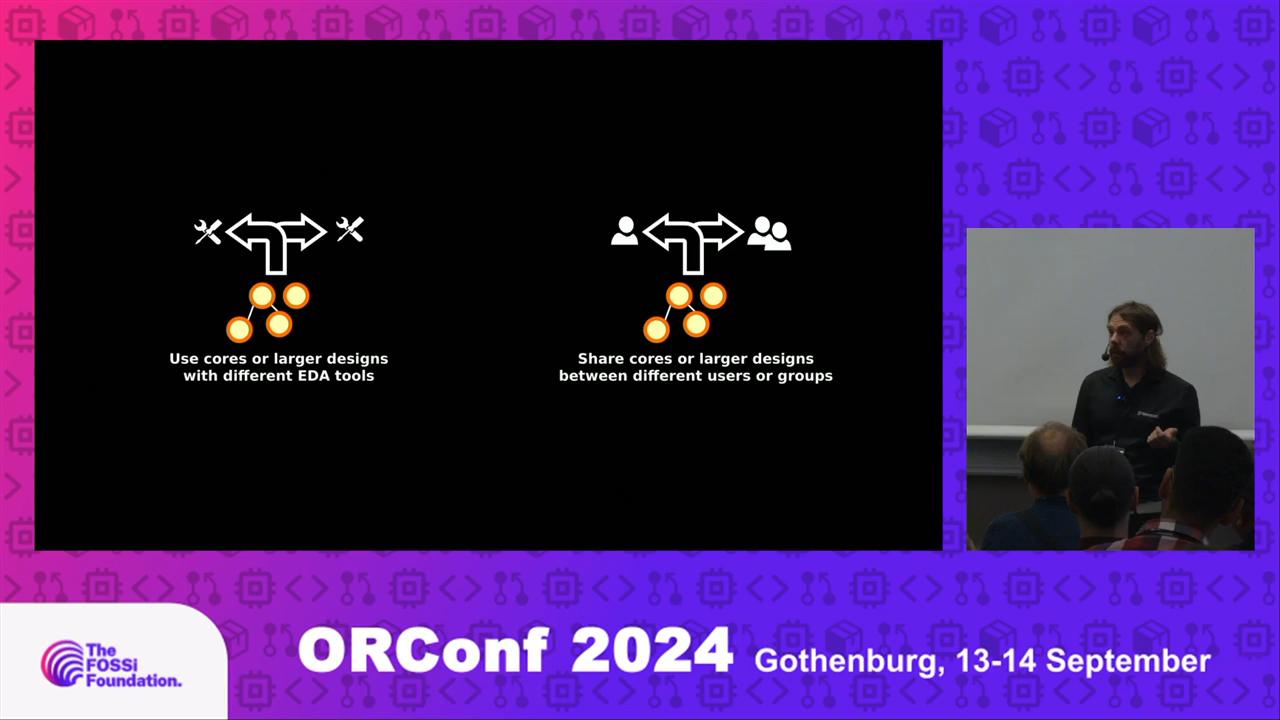 Use cores or larger designs
with different EDA tools
Share cores or larger designs
between different users or groups
The
FOSSi
Foundation.
ORConf 2024
Gothenburg, 13-14 September